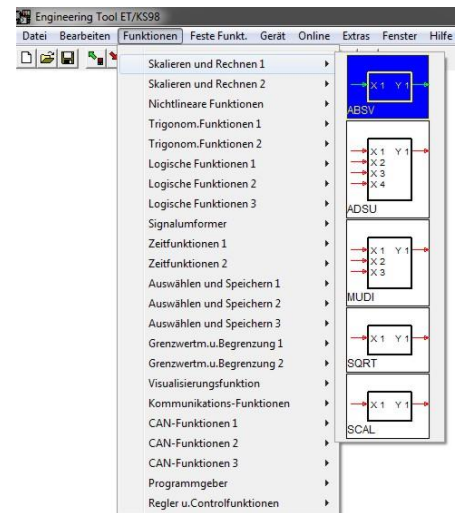 Engineering Tool ET/KS98
Datei Bearbeiten Funktionen Feste Funkt. Gerät Online Extras Fenster Hilfe
Skalieren und Rechnen 1
Skalieren und Rechnen 2
Nichtlineare Funktionen
Trigonom.Funktionen 1
Trigonom.Funktionen 2
Logische Funktionen 1
Logische Funktionen 2
Logische Funktionen 3
Signalumformer
Zeitfunktionen 1
Zeitfunktionen 2
Auswählen und Speichern 1
Auswählen und Speichern 2
Auswählen und Speichern 3
Grenzwertm.u.Begrenzung 1
Grenzwertm.u.Begrenzung 2
Visualisierungsfunktion
Kommunikations-Funktionen
CAN-Funktionen 1
CAN-Funktionen 2
CAN-Funktionen 3
Programmgeber
Regler u.Controlfunktionen
X 1 Y 1
ABSV
X 1 Y 1
X 2
X 3
X 4
ADSU
X 1 Y 1
X 2
X 3
MUDI
X 1 Y 1
SQRT
X 1 Y 1
SCAL